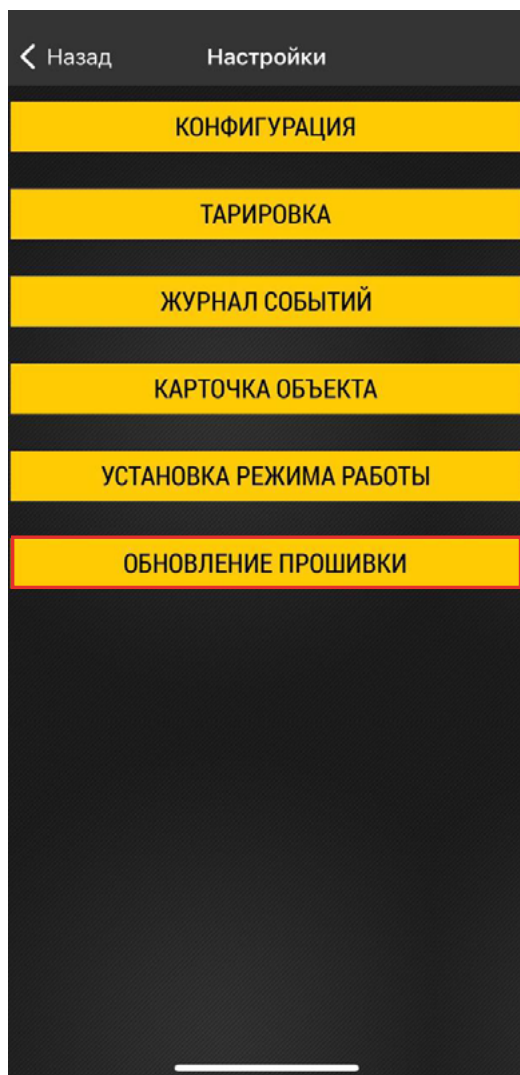 Назад Настройки
КОНФИГУРАЦИЯ
ТАРИРОВКА
ЖУРНАЛ СОБЫТИЙ
КАРТОЧКА ОБЪЕКТА
УСТАНОВКА РЕЖИМА РАБОТЫ
ОБНОВЛЕНИЕ ПРОШИВКИ